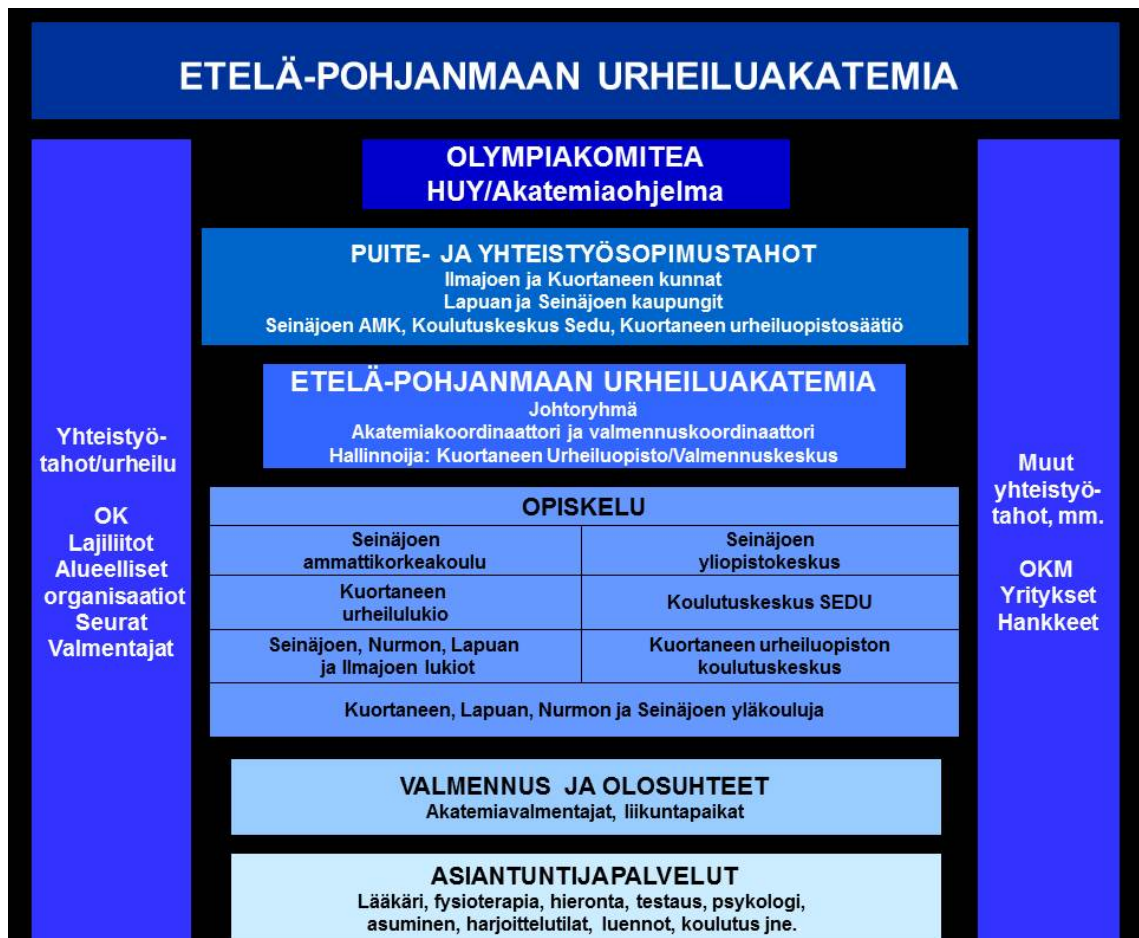 ETELÄ-POHJANMAAN URHEILUAKATEMIA
OLYMPIAKOMITEA
HUY/Akatemiaohjelma
PUITE- JA YHTEISTYÖSOPIMUSTAHOT
Ilmajoen ja Kuortaneen kunnat
Lapuan ja Seinäjoen kaupungit
Seinäjoen AMK, Koulutuskeskus Sedu, Kuortaneen urheiluopistosäätiö
ETELÄ-POHJANMAAN URHEILUAKATEMIA
Johtoryhmä
Akatemiakoordinaattori ja valmennuskoordinaattori
Hallinnoija: Kuortaneen Urheiluopisto/Valmennuskeskus
Yhteistyö-
tahot/urheilu
OK
Lajiliitot
Alueelliset
organisaatiot
Seurat
Valmentajat
OPISKELU
Seinäjoen
ammattikorkeakoulu
Seinäjoen
yliopistokeskus
Kuortaneen
urheilulukio
Koulutuskeskus SEDU
Seinäjoen, Nurmon, Lapuan
ja Ilmajoen lukiot
Kuortaneen urheiluopiston
koulutuskeskus
Kuortaneen, Lapuan, Nurmon ja Seinäjoen yläkouluja
Muut
yhteistyö-
tahot, mm.
OKM
Yritykset
Hankkeet
VALMENNUS JA OLOSUHTEET
Akatemiavalmentajat, liikuntapaikat
ASIANTUNTIJAPALVELUT
Lääkäri, fysioterapia, hieronta, testaus, psykologi,
asuminen, harjoittelutilat, luennot, koulutus jne.